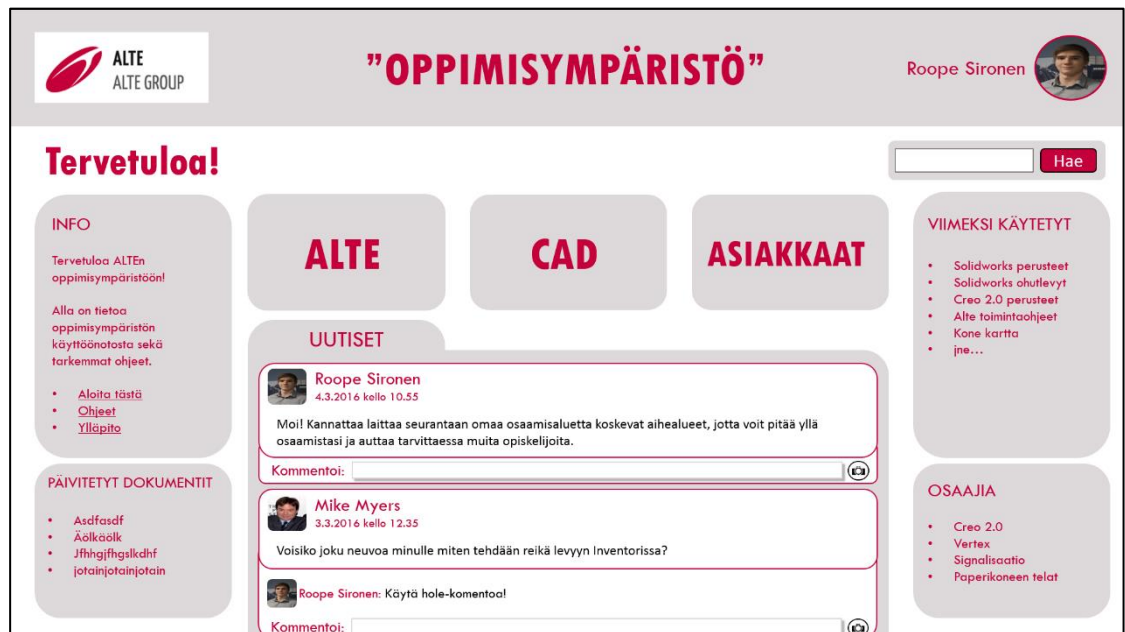 ALTE
ALTE GROUP
”OPPIMISYMPÄRISTÖ”
Roope Sironen
Tervetuloa!
Hae
INFO
Tervetuloa ALTEn
oppimisympäristöön!
Alla on tietoa
oppimisympäristön
käyttöönotosta sekä
tarkemmat ohjeet.
• Aloita tästä
• Ohjeet
• Ylläpito
PÄIVITETYT DOKUMENTIT
• Asdfasdf
• Äölkäölk
• Jfhhgjfhgslkdhf
• jotainjotainjotain
ALTE
CAD
ASIAKKAAT
UUTISET
Roope Sironen
4.3.2016 kello 10.55
Moi! Kannattaa laittaa seurantaan omaa osaamisaluetta koskevat aihealueet, jotta voit pitää yllä
osaamistasi ja auttaa tarvittaessa muita opiskelijoita.
Kommentoi:
Mike Myers
3.3.2016 kello 12.35
Voisiko joku neuvoa minulle miten tehdään reikä levyyn Inventorissa?
Roope Sironen: Käytä hole-komentoa!
Kommentoi:
VIIMEKSI KÄYTETYT
• Solidworks perusteet
• Solidworks ohutlevyt
• Creo 2.0 perusteet
• Alte toimintaohjeet
• Kone kartta
• jne...
OSAAJIA
• Creo 2.0
• Vertex
• Signalisaatio
• Paperikoneen telat